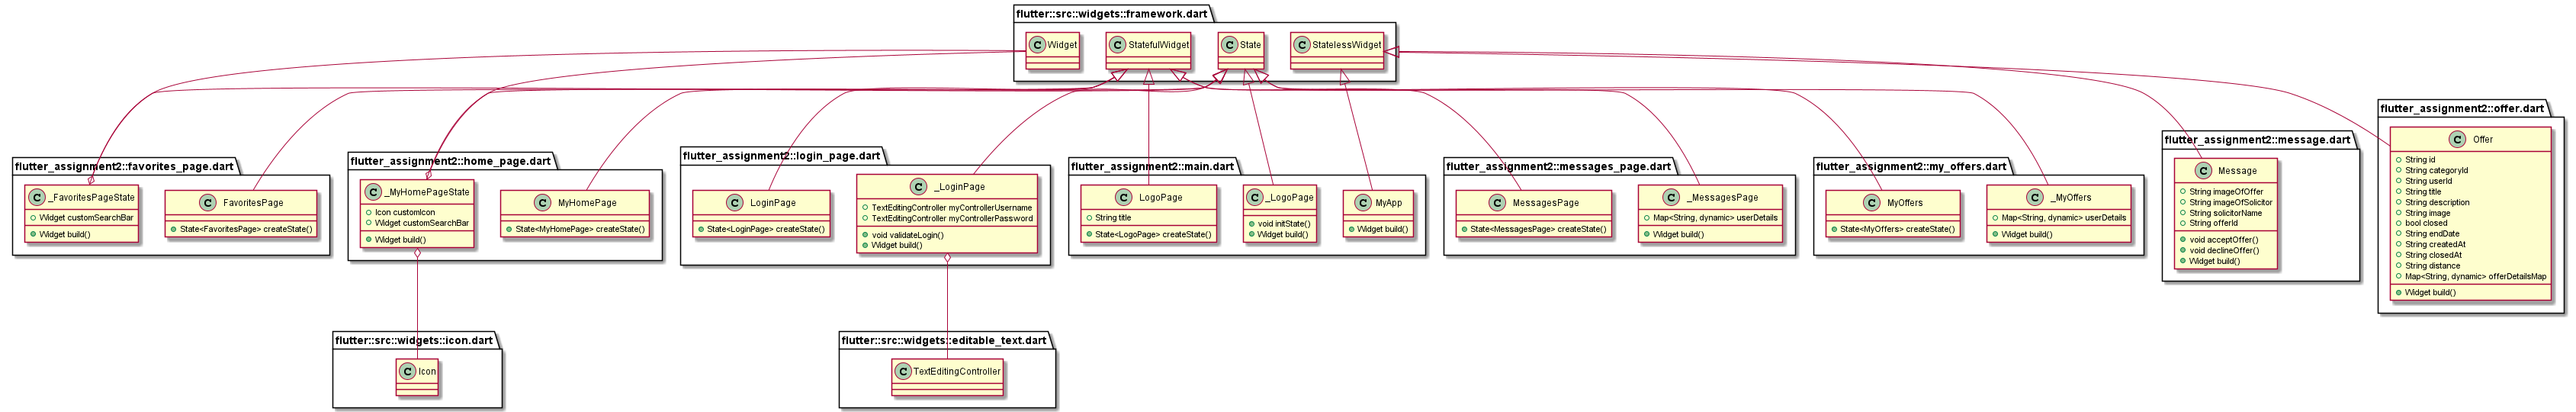 flutter::src::widgets::framework.dart
C Widget
C StatefulWidget
C State
C StatelessWidget
flutter_assignment2::favorites_page.dart
C _FavoritesPageState
Widget customSearchBar
Widget build()
C FavoritesPage
State<FavoritesPage> createState()
flutter_assignment2::home_page.dart
C _MyHomePageState
Icon customIcon
Widget customSearchBar
Widget build()
C MyHomePage
State<MyHomePage> createState()
flutter_assignment2::login_page.dart
C LoginPage
State<LoginPage> createState()
C _LoginPage
TextEditingController myControllerUsername
TextEditingController myControllerPassword
void validateLogin()
Widget build()
flutter_assignment2::main.dart
C LogoPage
String title
State<LogoPage> createState()
C _LogoPage
void initState()
Widget build()
C MyApp
Widget build()
flutter_assignment2::messages_page.dart
C MessagesPage
State<MessagesPage> createState()
C _MessagesPage
Map<String, dynamic> userDetails
Widget build()
flutter_assignment2::my_offers.dart
C MyOffers
State<MyOffers> createState()
C _MyOffers
Map<String, dynamic> userDetails
Widget build()
flutter_assignment2::message.dart
C Message
String imageOfOffer
String imageOfSolicitor
String solicitorName
String offerId
void acceptOffer()
void declineOffer()
Widget build()
flutter_assignment2::offer.dart
C Offer
String id
String categoryId
String userId
String title
String description
String image
bool closed
String endDate
String createdAt
String closedAt
String distance
Map<String, dynamic> offerDetailsMap
Widget build()
flutter::src::widgets::icon.dart
C Icon
flutter::src::widgets::editable_text.dart
C TextEditingController